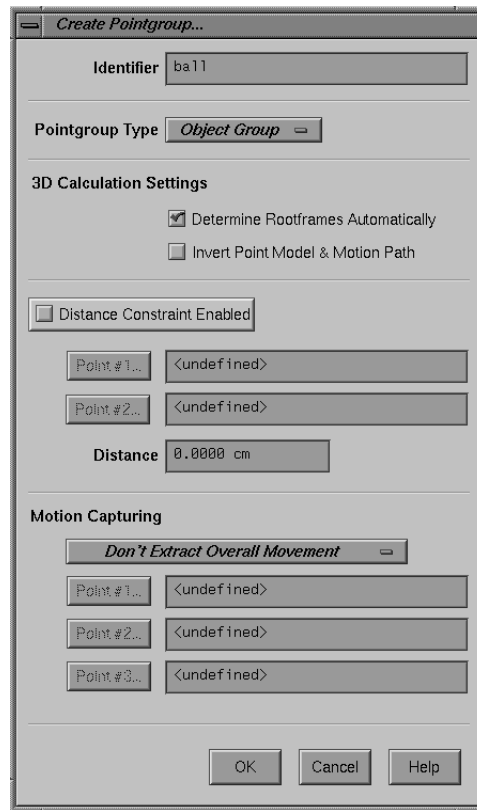 Create Pointgroup...
Identifier ball
Pointgroup Type Object Group
3D Calculation Settings
Determine Rootframes Automatically
Invert Point Model & Motion Path
Distance Constraint Enabled
Point #1... <undefined>
Point #2... <undefined>
Distance 0.0000 cm
Motion Capturing
Don't Extract Overall Movement
Point #1... <undefined>
Point #2... <undefined>
Point #3... <undefined>
OK Cancel Help